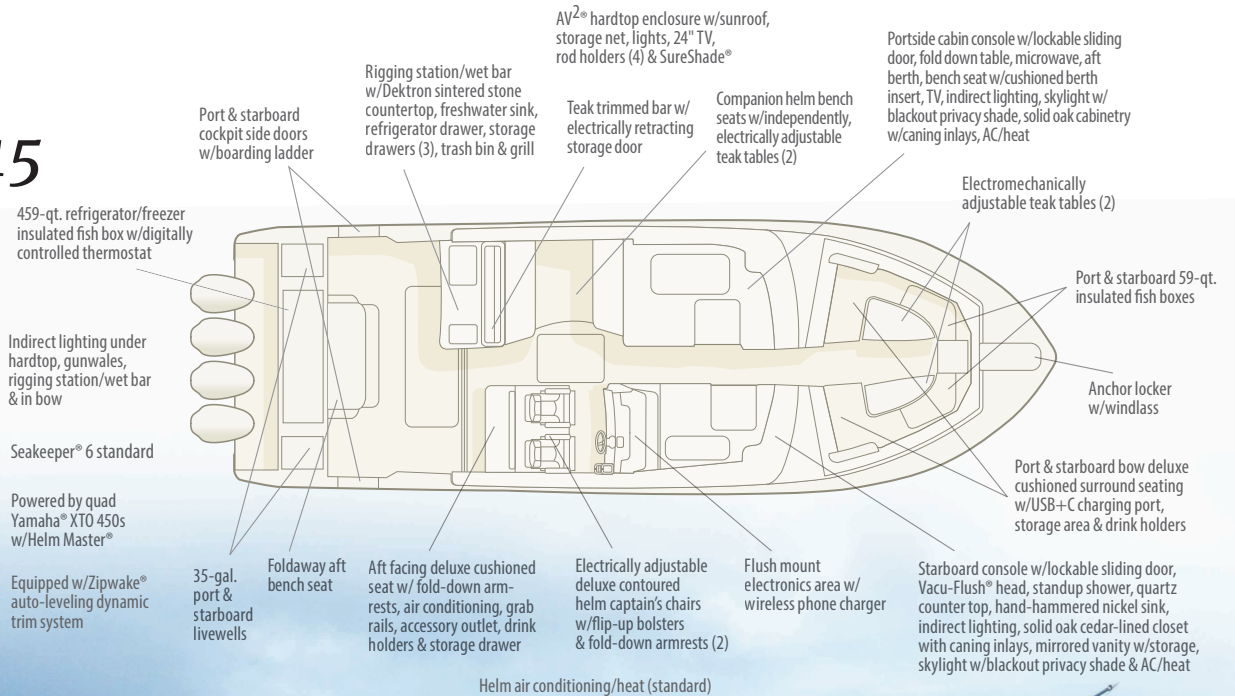 AV2® hardtop enclosure w/sunroof,
storage net, lights, 24" TV,
rod holders (4) & SureShade®
Portside cabin console w/lockable sliding
door, fold down table, microwave, aft
berth, bench seat w/cushioned berth
insert, TV, indirect lighting, skylight w/
blackout privacy shade, solid oak cabinetry
w/caning inlays, AC/heat
Rigging station/wet bar
w/Dektron sintered stone
countertop, freshwater sink,
refrigerator drawer, storage
drawers (3), trash bin & grill
Teak trimmed bar w/
electrically retracting
storage door
Companion helm bench
seats w/independently,
electrically adjustable
teak tables (2)
Port & starboard
cockpit side doors
w/boarding ladder
45
Electromechanically
adjustable teak tables (2)
459-qt. refrigerator/freezer
insulated fish box w/digitally
controlled thermostat
Port & starboard 59-qt.
insulated fish boxes
Indirect lighting under
hardtop, gunwales,
rigging station/wet bar
& in bow
Anchor locker
w/windlass
Seakeeper® 6 standard
Port & starboard bow deluxe
cushioned surround seating
w/USB+C charging port,
storage area & drink holders
Powered by quad
Yamaha® XTO 450s
w/Helm Master®
Equipped w/Zipwake®
auto-leveling dynamic
trim system
35-gal.
port &
starboard
livewells
Foldaway aft
bench seat
Aft facing deluxe cushioned
seat w/ fold-down arm-
rests, air conditioning, grab
rails, accessory outlet, drink
holders & storage drawer
Electrically adjustable
deluxe contoured
helm captain's chairs
w/flip-up bolsters
& fold-down armrests (2)
Flush mount
electronics area w/
wireless phone charger
Starboard console w/lockable sliding door,
Vacu-Flush® head, standup shower, quartz
counter top, hand-hammered nickel sink,
indirect lighting, solid oak cedar-lined closet
with caning inlays, mirrored vanity w/storage,
skylight w/blackout privacy shade & AC/heat
Helm air conditioning/heat (standard)